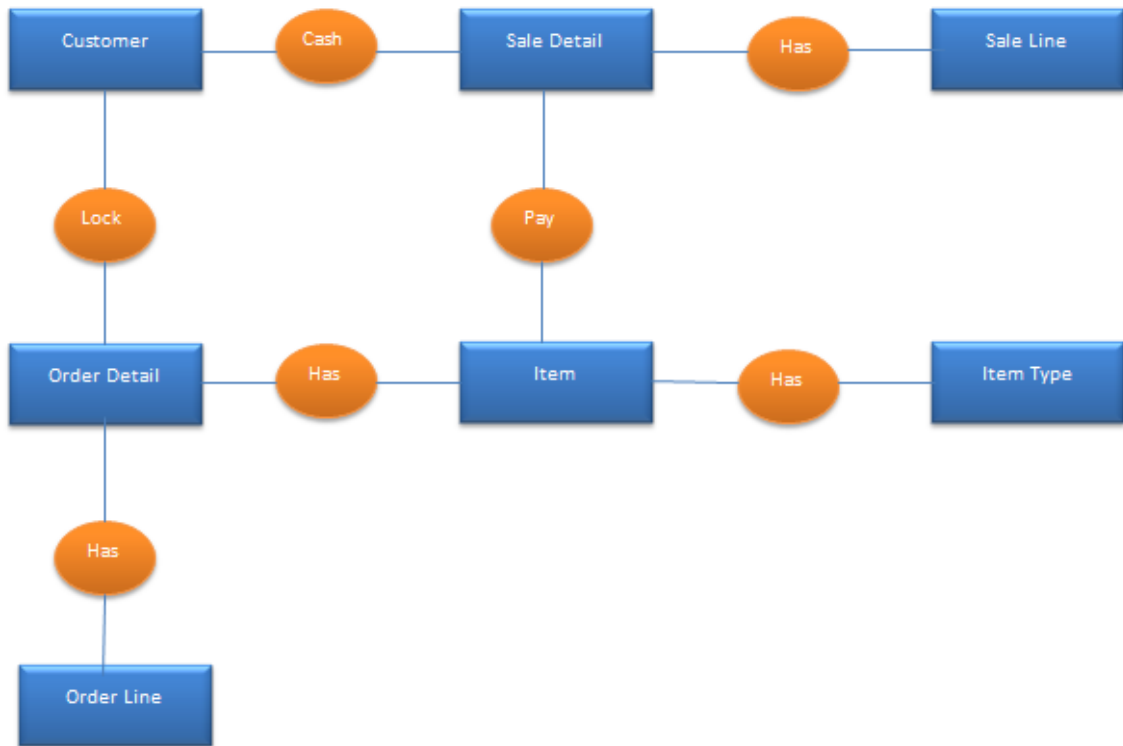 Customer
Cash
Sale Detail
Has
Sale Line
Lock
Pay
Order Detail
Has
Item
Has
Item Type
Has
Order Line